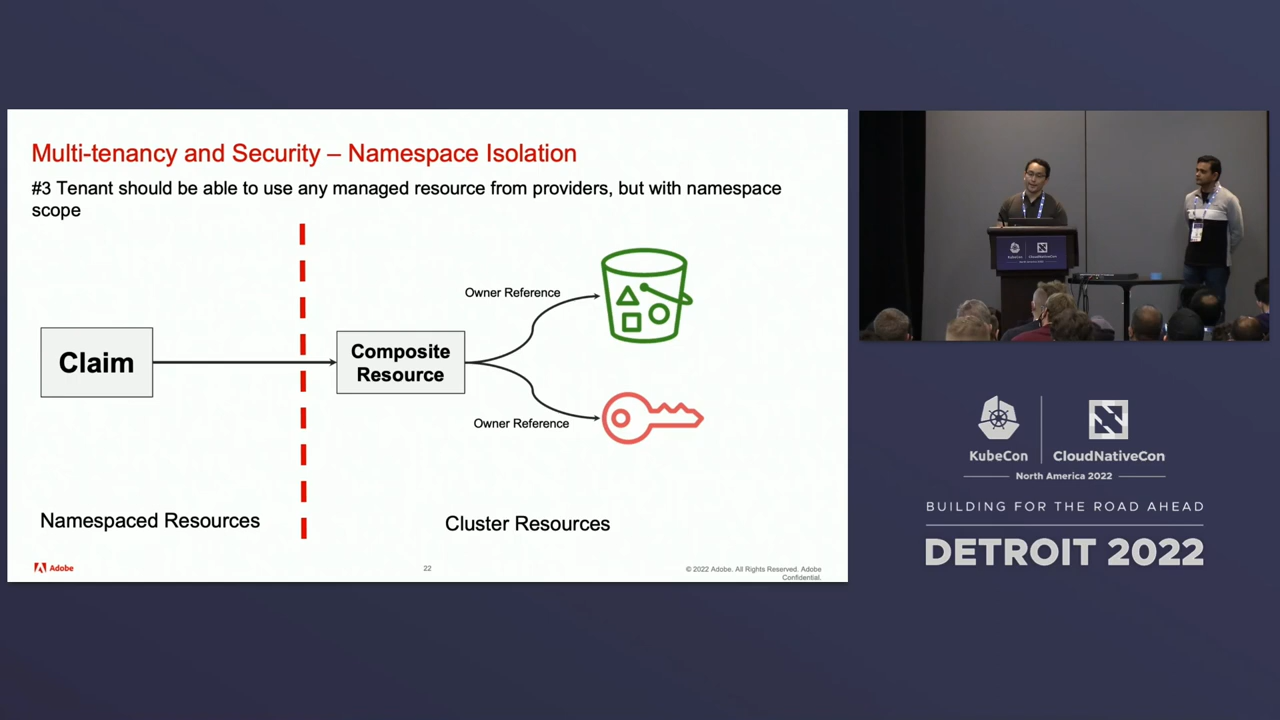 Multi-tenancy and Security – Namespace Isolation
#3 Tenant should be able to use any managed resource from providers, but with namespace
scope
Owner Reference
Claim
Composite
Resource
Owner Reference
Namespaced Resources
Cluster Resources
Adobe
22
© 2022 Adobe. All Rights Reserved. Adobe
Confidential.
KubeCon
CloudNativeCon
North America 2022
BUILDING FOR THE ROAD AHEAD
DETROIT 2022